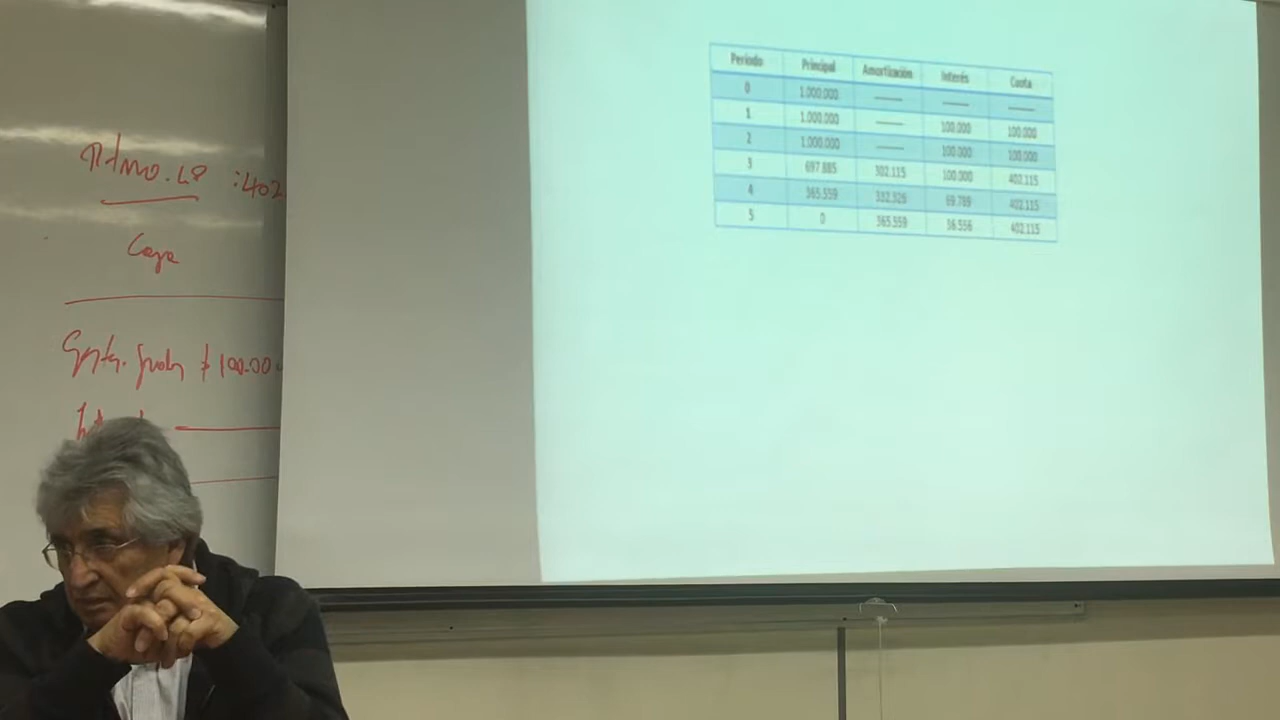 Ptmo. LP :402
Caja
$ 100.00
Periodo Principal Amortización Interés Cuota
0 1.000.000 —— —— ——
1 1.000.000 —— 100.000 100.000
2 1.000.000 —— 100.000 100.000
3 697.885 302.115 100.000 402.115
4 365.559 332.326 69.789 402.115
5 0 365.559 36.556 402.115